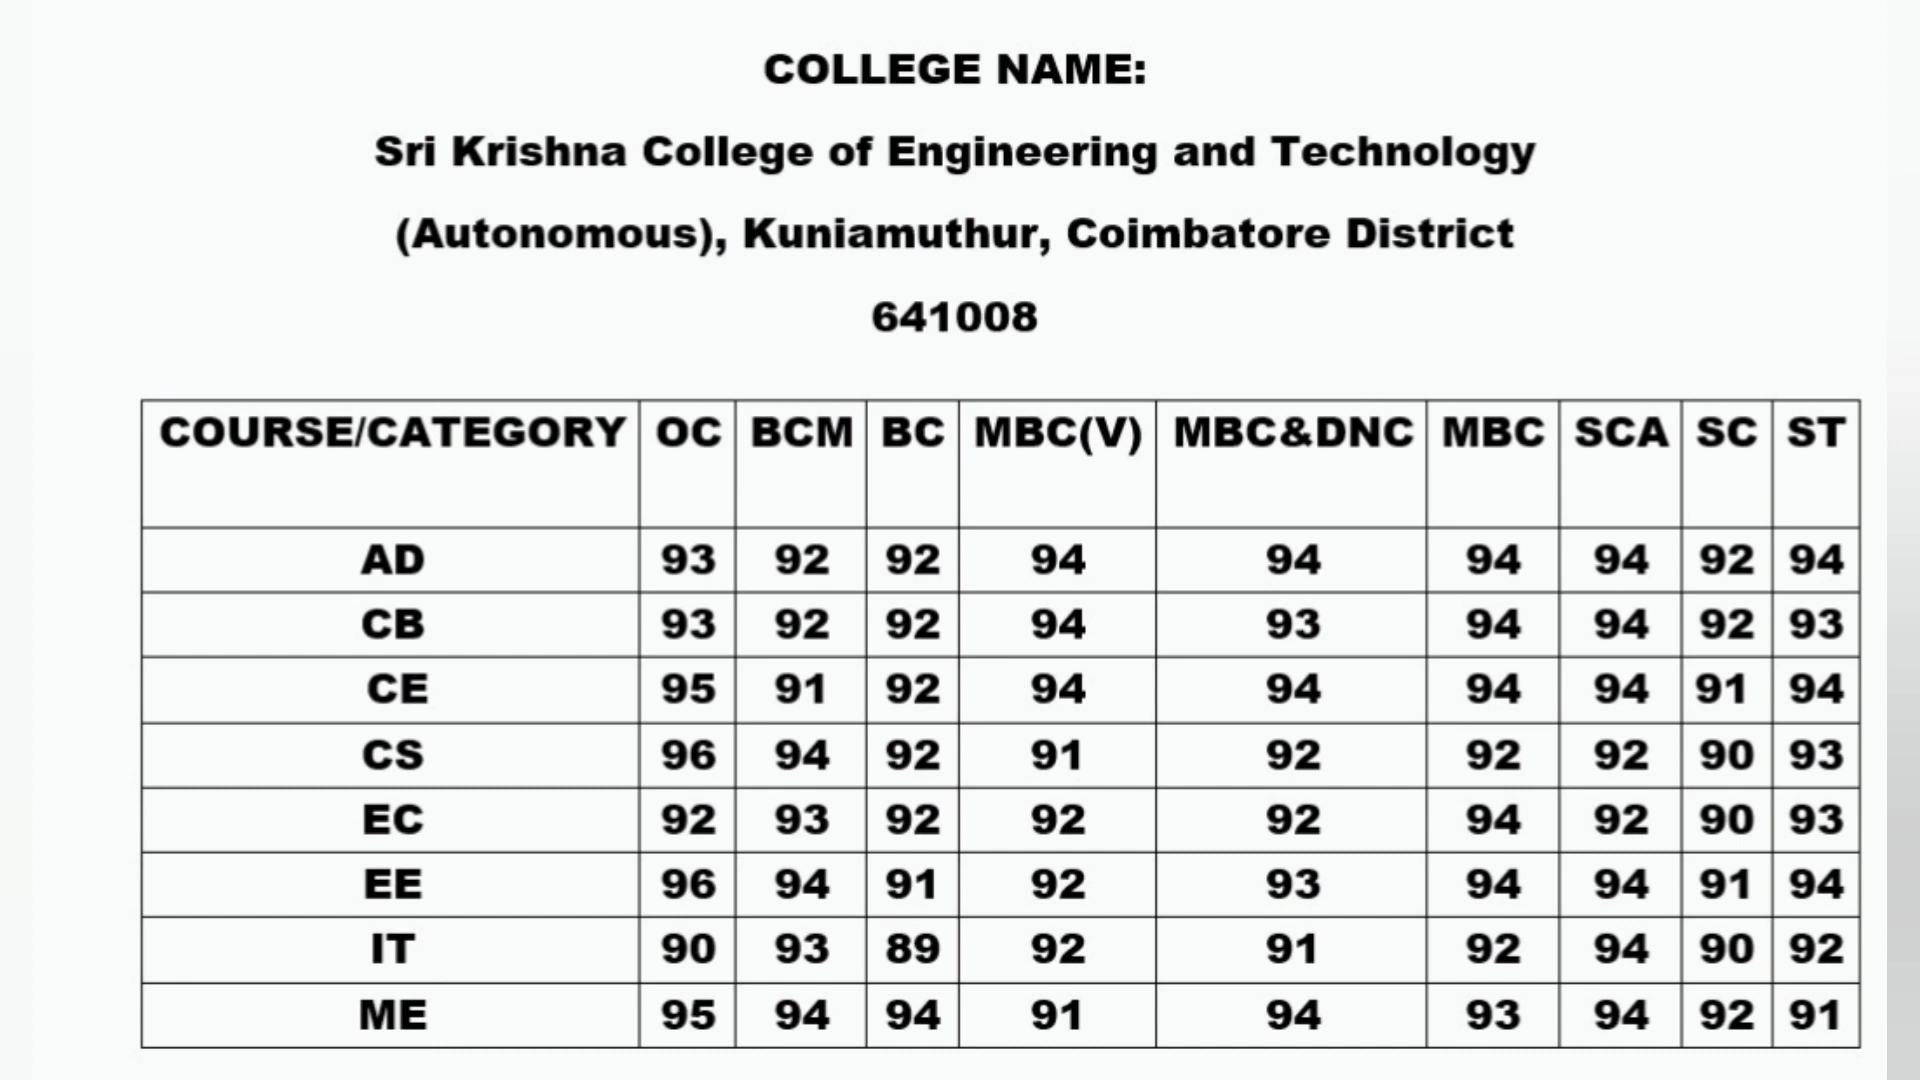 COLLEGE NAME:
Sri Krishna College of Engineering and Technology
(Autonomous), Kuniamuthur, Coimbatore District
641008
COURSE/CATEGORY OC BCM BC MBC(V) MBC&DNC MBC SCA SC ST
AD 93 92 92 94 94 94 94 92 94
CB 93 92 92 94 93 94 94 92 93
CE 95 91 92 94 94 94 94 91 94
CS 96 94 92 91 92 92 92 90 93
EC 92 93 92 92 92 94 92 90 93
EE 96 94 91 92 93 94 94 91 94
IT 90 93 89 92 91 92 94 90 92
ME 95 94 94 91 94 93 94 92 91